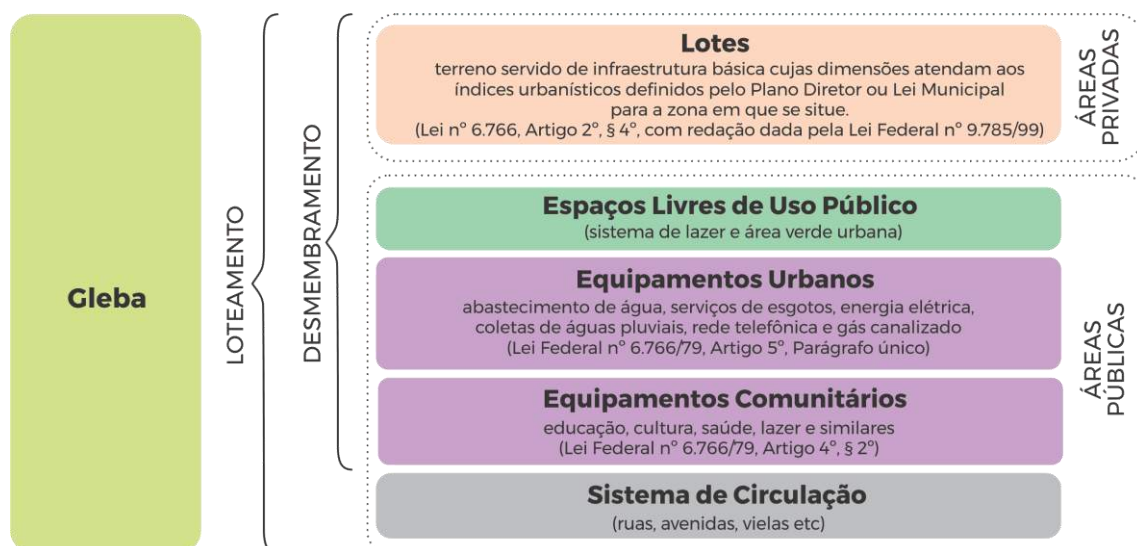 Gleba
LOTEAMENTO
DESMEMBRAMENTO
Lotes
terreno servido de infraestrutura básica cujas dimensões atendam aos
índices urbanísticos definidos pelo Plano Diretor ou Lei Municipal
para a zona em que se situe.
(Lei nº 6.766, Artigo 2º, § 4º, com redação dada pela Lei Federal nº 9.785/99)
ÁREAS
PRIVADAS
Espaços Livres de Uso Público
(sistema de lazer e área verde urbana)
Equipamentos Urbanos
abastecimento de água, serviços de esgotos, energia elétrica,
coletas de águas pluviais, rede telefônica e gás canalizado
(Lei Federal nº 6.766/79, Artigo 5º, Parágrafo único)
Equipamentos Comunitários
educação, cultura, saúde, lazer e similares
(Lei Federal nº 6.766/79, Artigo 4º, § 2º)
Sistema de Circulação
(ruas, avenidas, vielas etc)
ÁREAS
PÚBLICAS